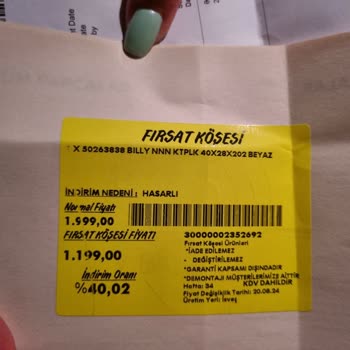 Date
by
FIRSAT KÖŞESİ
1 X 50263838 BILLY NNN KTPLK 40X28X202 BEYAZ
İNDİRİM NEDENİ: HASARLI
Normal Fiyatı
1.999,00
FIRSAT KÖŞESİ FİYATI
30000002352692
Fırsat Köşesi Ürünleri
*İADE EDİLEMEZ
1.199,00
* DEĞİŞTİRİLEMEZ
*GARANTİ KAPSAMI DIŞINDADIR
İndirim Oranı
*DEMONTAJ MÜŞTERİLERİMİZE AİTTİR
%40,02
Hafta: 34 KDV DAHİLDİR
Fiyat Değişiklik Tarihi: 20.08.24
Üretim Yeri: İsveç